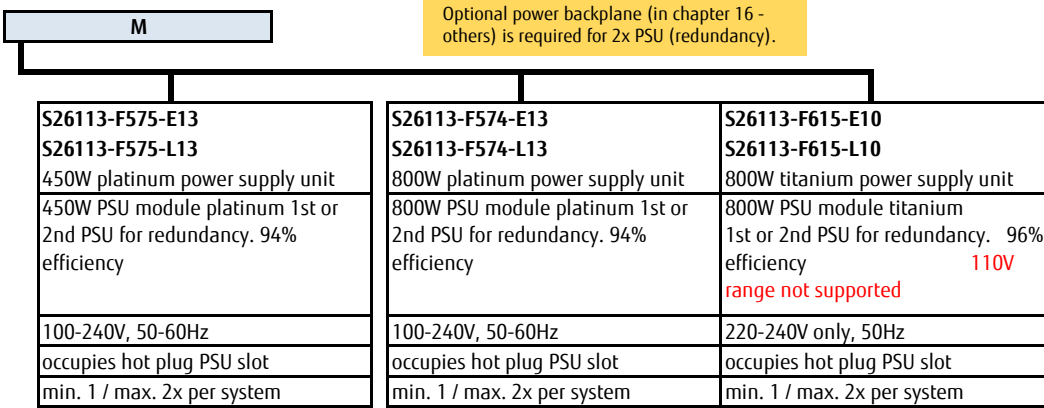 M
Optional power backplane (in chapter 16 -
others) is required for 2x PSU (redundancy).
S26113-F575-E13
S26113-F575-L13
450W platinum power supply unit
450W PSU module platinum 1st or
2nd PSU for redundancy. 94%
efficiency
100-240V, 50-60Hz
occupies hot plug PSU slot
min. 1 / max. 2x per system
S26113-F574-E13
S26113-F574-L13
800W platinum power supply unit
800W PSU module platinum 1st or
2nd PSU for redundancy. 94%
efficiency
100-240V, 50-60Hz
occupies hot plug PSU slot
min. 1 / max. 2x per system
S26113-F615-E10
S26113-F615-L10
800W titanium power supply unit
800W PSU module titanium
1st or 2nd PSU for redundancy. 96%
efficiency 110V
range not supported
220-240V only, 50Hz
occupies hot plug PSU slot
min. 1 / max. 2x per system